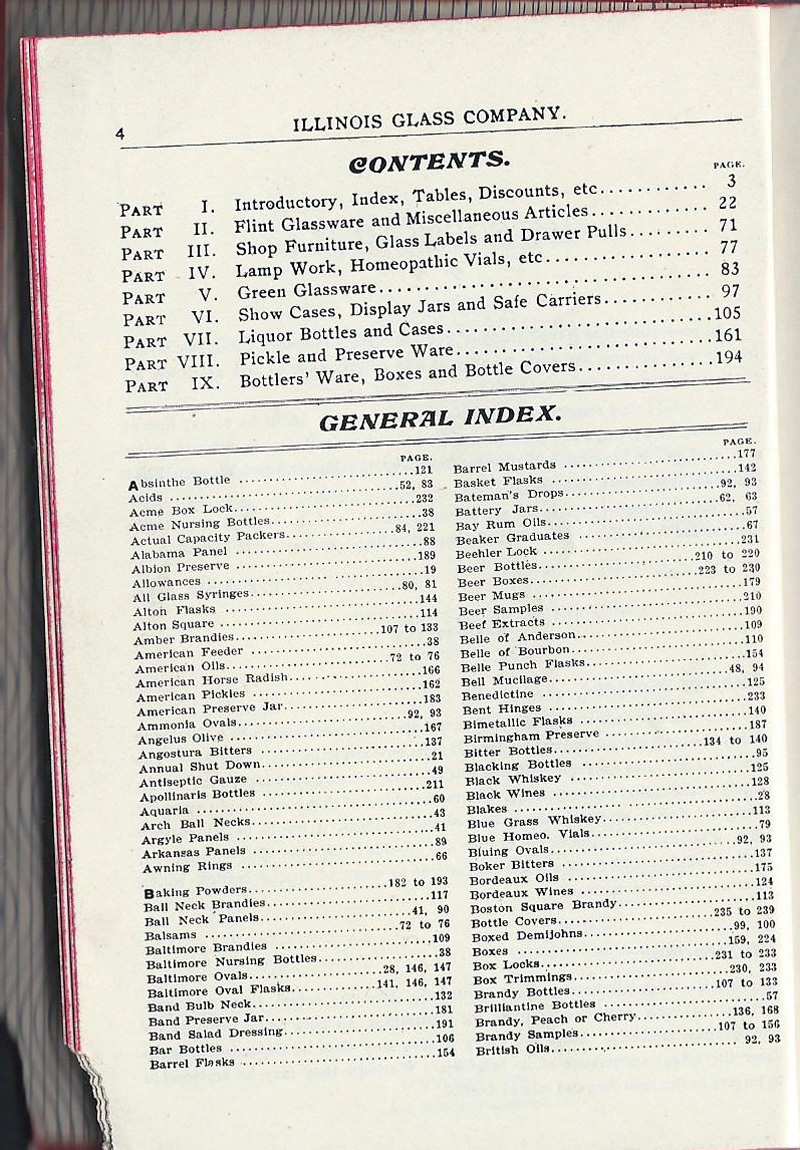 4
ILLINOIS GLASS COMPANY.
CONTENTS.
PAGE.
PART I. Introductory, Index, Tables, Discounts, etc........... 3
PART II. Flint Glassware and Miscellaneous Articles........... 22
PART III. Shop Furniture, Glass Labels and Drawer Pulls......... 71
PART IV. Lamp Work, Homeopathic Vials, etc................ 77
PART V. Green Glassware................................ 83
PART VI. Show Cases, Display Jars and Safe Carriers........... 97
PART VII. Liquor Bottles and Cases..........................105
PART VIII. Pickle and Preserve Ware.........................161
PART IX. Bottlers' Ware, Boxes and Bottle Covers.............194
GENERAL INDEX.
PAGE.
Absinthe Bottle ..........................121
Acids ..............................52, 83
Acme Box Lock...........................232
Acme Nursing Bottles......................38
Actual Capacity Packers...............84, 221
Alabama Panel ...........................88
Albion Preserve .........................189
Allowances ..............................19
All Glass Syringes....................80, 81
Alton Flasks ............................144
Alton Square ............................114
Amber Brandies....................107 to 133
American Feeder .........................38
American Oils.......................72 to 76
American Horse Radish....................166
American Pickles ........................162
American Preserve Jar....................183
Ammonia Ovals........................92, 93
Angelus Olive ...........................167
Angostura Bitters .......................137
Annual Shut Down.........................21
Antiseptic Gauze .........................49
Apollinaris Bottles ......................211
Aquaria .................................60
Arch Ball Necks..........................43
Argyle Panels ...........................41
Arkansas Panels .........................89
Awning Rings ............................66
Baking Powders....................182 to 193
Ball Neck Brandies.......................117
Ball Neck Panels......................41, 90
Balsams ............................72 to 76
Baltimore Brandies ......................109
Baltimore Nursing Bottles.................38
Baltimore Ovals..................28, 146, 147
Baltimore Oval Flasks...........141, 146, 147
Band Bulb Neck..........................132
Band Preserve Jar........................181
Band Salad Dressing......................191
Bar Bottles .............................106
Barrel Flasks ...........................154
PAGE.
Barrel Mustards .........................177
Basket Flasks ...........................142
Bateman's Drops......................92, 93
Battery Jars.........................62, 63
Bay Rum Oils............................57
Beaker Graduates ........................67
Beehler Lock ............................231
Beer Bottles......................210 to 220
Beer Boxes.......................223 to 230
Beer Mugs ...............................179
Beer Samples ............................210
Beef Extracts ...........................190
Belle of Anderson........................109
Belle of Bourbon ........................110
Belle Punch Flasks.......................154
Bell Mucilage........................48, 94
Benedictine .............................125
Bent Hinges .............................233
Bimetallic Flasks .......................140
Birmingham Preserve .....................187
Bitter Bottles....................134 to 140
Blacking Bottles ........................95
Black Whiskey ...........................125
Black Wines .............................128
Blakes ..................................28
Blue Grass Whiskey.......................113
Blue Homeo. Vials........................79
Bluing Ovals.........................92, 93
Boker Bitters ...........................137
Bordeaux Oils ...........................175
Bordeaux Wines ..........................124
Boston Square Brandy.....................113
Bottle Covers.....................235 to 239
Boxed Demijohns.....................99, 100
Boxes .............................159, 224
Box Locks........................231 to 233
Box Trimmings......................230, 233
Brandy Bottles....................107 to 133
Brilliantine Bottles .....................57
Brandy, Peach or Cherry............136, 168
Brandy Samples....................107 to 156
British Oils.......................... 92, 93